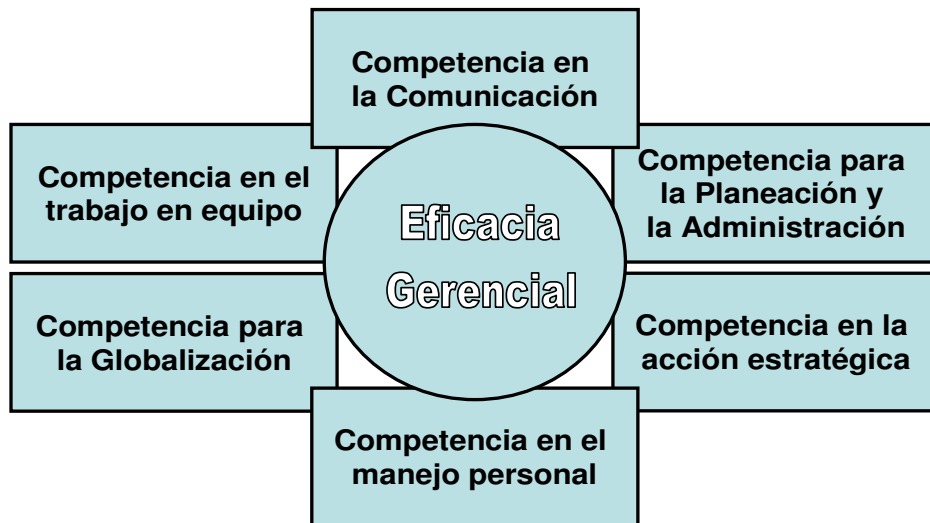 Competencia en
la Comunicación
Competencia en el
trabajo en equipo
Competencia para
la Planeación y
la Administración
Eficacia
Gerencial
Competencia para
la Globalización
Competencia en la
acción estratégica
Competencia en el
manejo personal